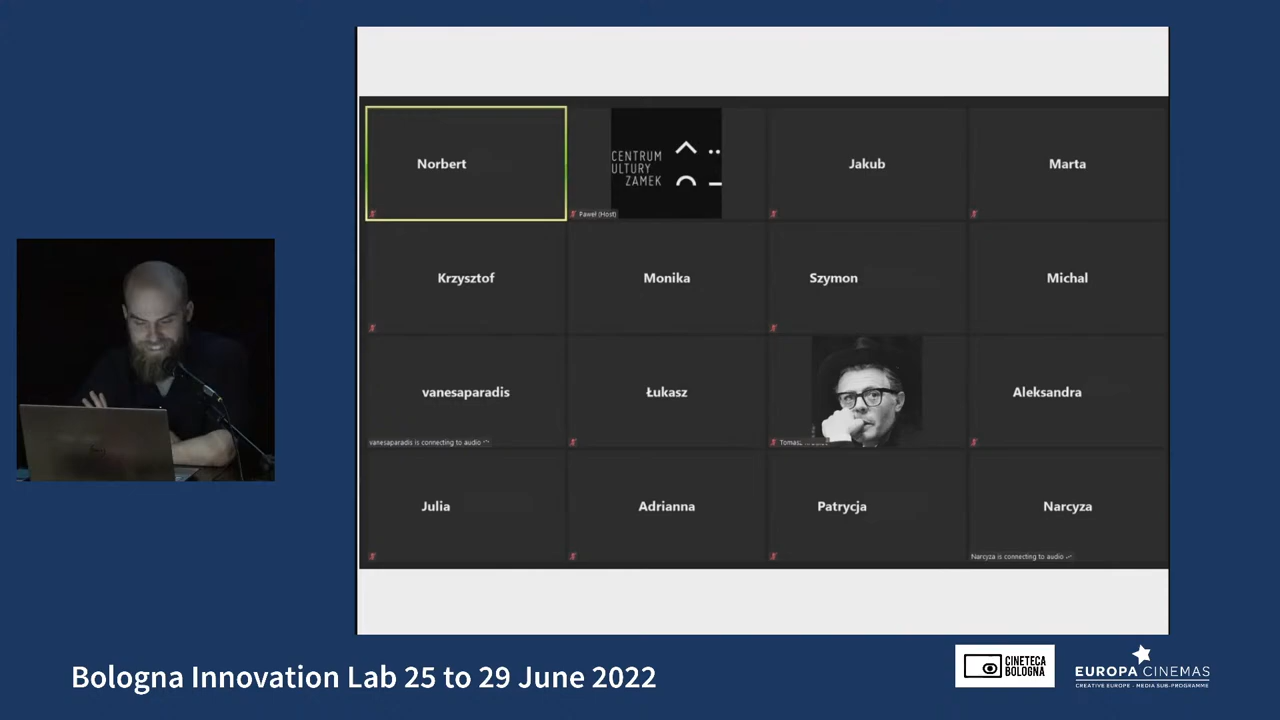 Norbert
CENTRUM
ULTURY
ZAMEK
Paweł (Host)
Jakub
Marta
Krzysztof
Monika
Szymon
Michal
vanesaparadis
vanesaparadis is connecting to audio
Łukasz
Tomasz
Aleksandra
Julia
Adrianna
Patrycja
Narcyza
Narcyza is connecting to audio
Bologna Innovation Lab 25 to 29 June 2022
CINETECA
BOLOGNA
EUROPA CINEMAS
CREATIVE EUROPE - MEDIA SUB-PROGRAMME